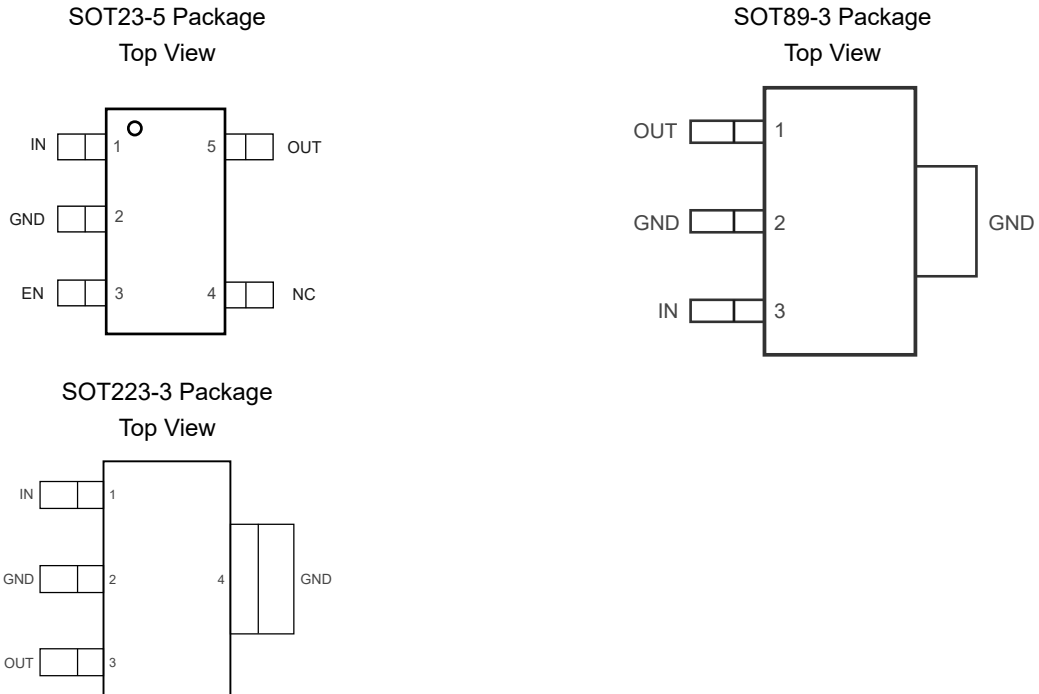 SOT23-5 Package
Top View
IN 1 5 OUT
GND 2
EN 3 4 NC
SOT89-3 Package
Top View
OUT 1
GND 2 GND
IN 3
SOT223-3 Package
Top View
IN 1
GND 2 4 GND
OUT 3